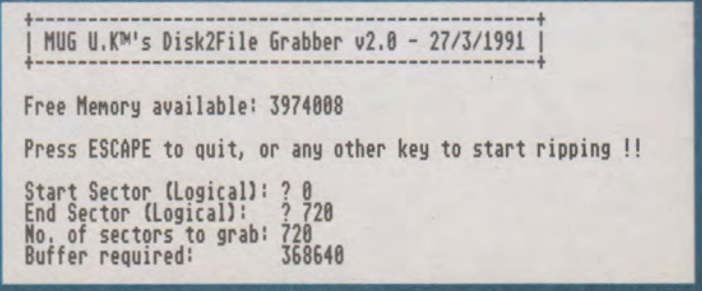 +--------------------------------------------------+
| MUG U.K™'s Disk2File Grabber v2.0 - 27/3/1991 |
+--------------------------------------------------+
Free Memory available: 3974008
Press ESCAPE to quit, or any other key to start ripping !!
Start Sector (Logical): ? 0
End Sector (Logical): ? 720
No. of sectors to grab: 720
Buffer required: 368640